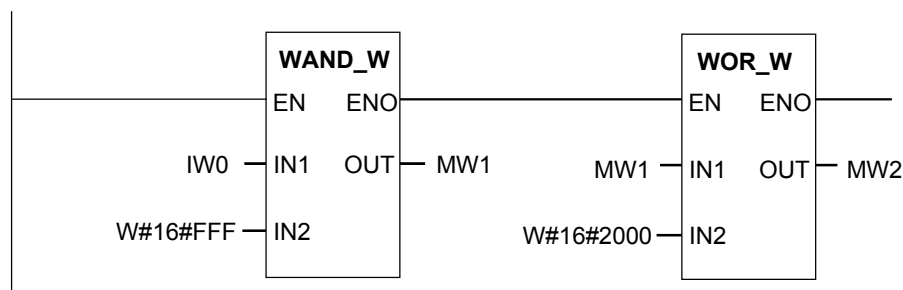 WAND_W
EN ENO
IW0 IN1 OUT MW1
W#16#FFF IN2
WOR_W
EN ENO
MW1 IN1 OUT MW2
W#16#2000 IN2